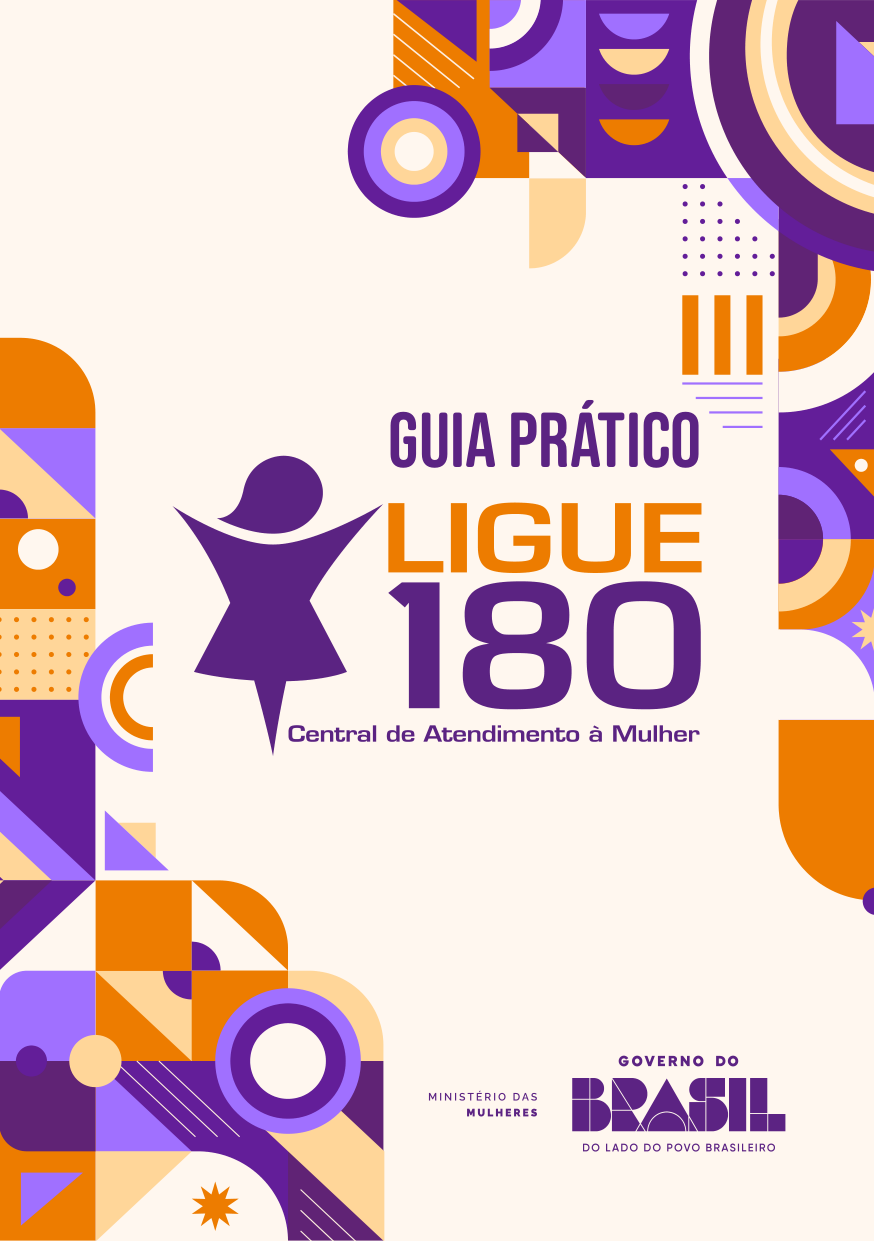 GUIA PRÁTICO
LIGUE
180
Central de Atendimento à Mulher
GOVERNO DO
MINISTÉRIO DAS
MULHERES
BRASIL
DO LADO DO POVO BRASILEIRO